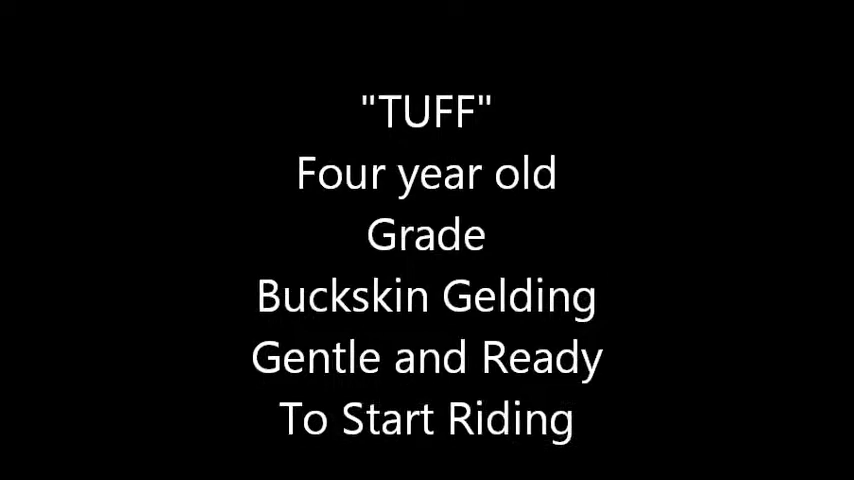 "TUFF"
Four year old
Grade
Buckskin Gelding
Gentle and Ready
To Start Riding